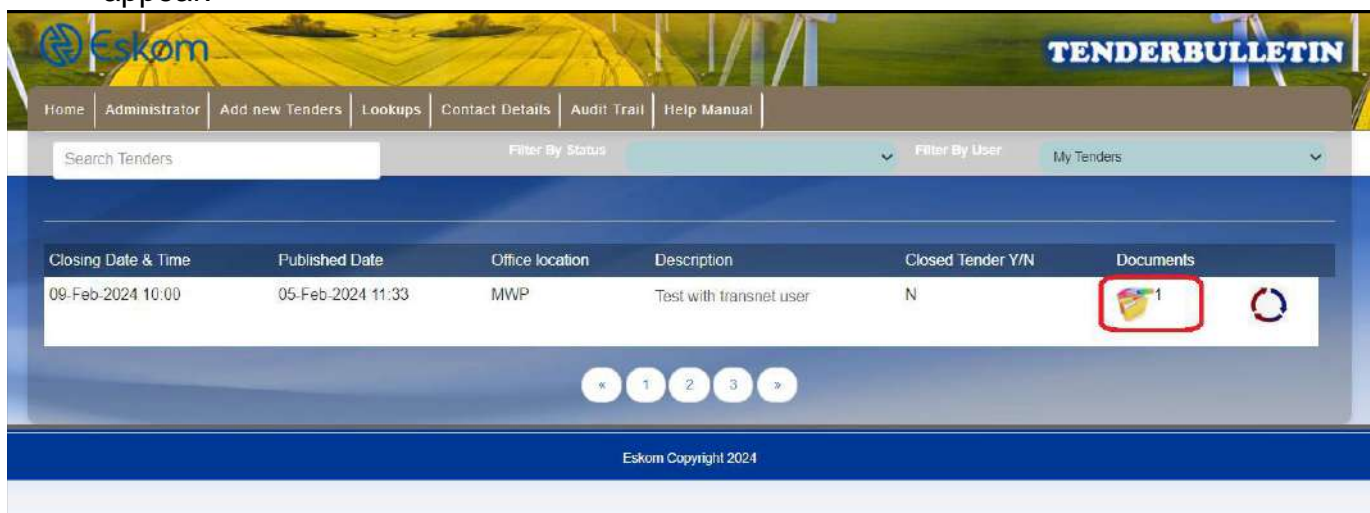 appear.
Eskom
TENDERBULLETIN
Home Administrator Add new Tenders Lookups Contact Details Audit Trail Help Manual
Search Tenders Filter By Status Filter By User My Tenders
Closing Date & Time Published Date Office location Description Closed Tender Y/N Documents
09-Feb-2024 10:00 05-Feb-2024 11:33 MWP Test with transnet user N 1
« 1 2 3 »
Eskom Copyright 2024